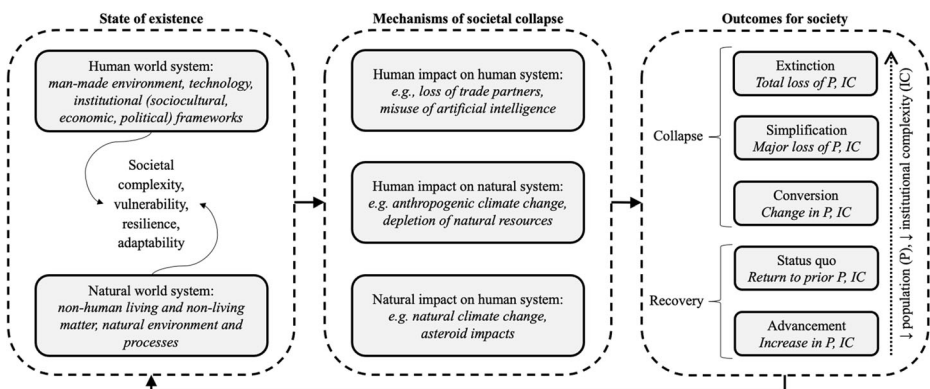 State of existence
Human world system:
man-made environment, technology,
institutional (sociocultural,
economic, political) frameworks
Societal
complexity,
vulnerability,
resilience,
adaptability
Natural world system:
non-human living and non-living
matter, natural environment and
processes
Mechanisms of societal collapse
Human impact on human system:
e.g., loss of trade partners,
misuse of artificial intelligence
Human impact on natural system:
e.g. anthropogenic climate change,
depletion of natural resources
Natural impact on human system:
e.g. natural climate change,
asteroid impacts
Outcomes for society
Collapse
Extinction
Total loss of P, IC
Simplification
Major loss of P, IC
Conversion
Change in P, IC
Recovery
Status quo
Return to prior P, IC
Advancement
Increase in P, IC
↓ population (P), ↓ institutional complexity (IC)